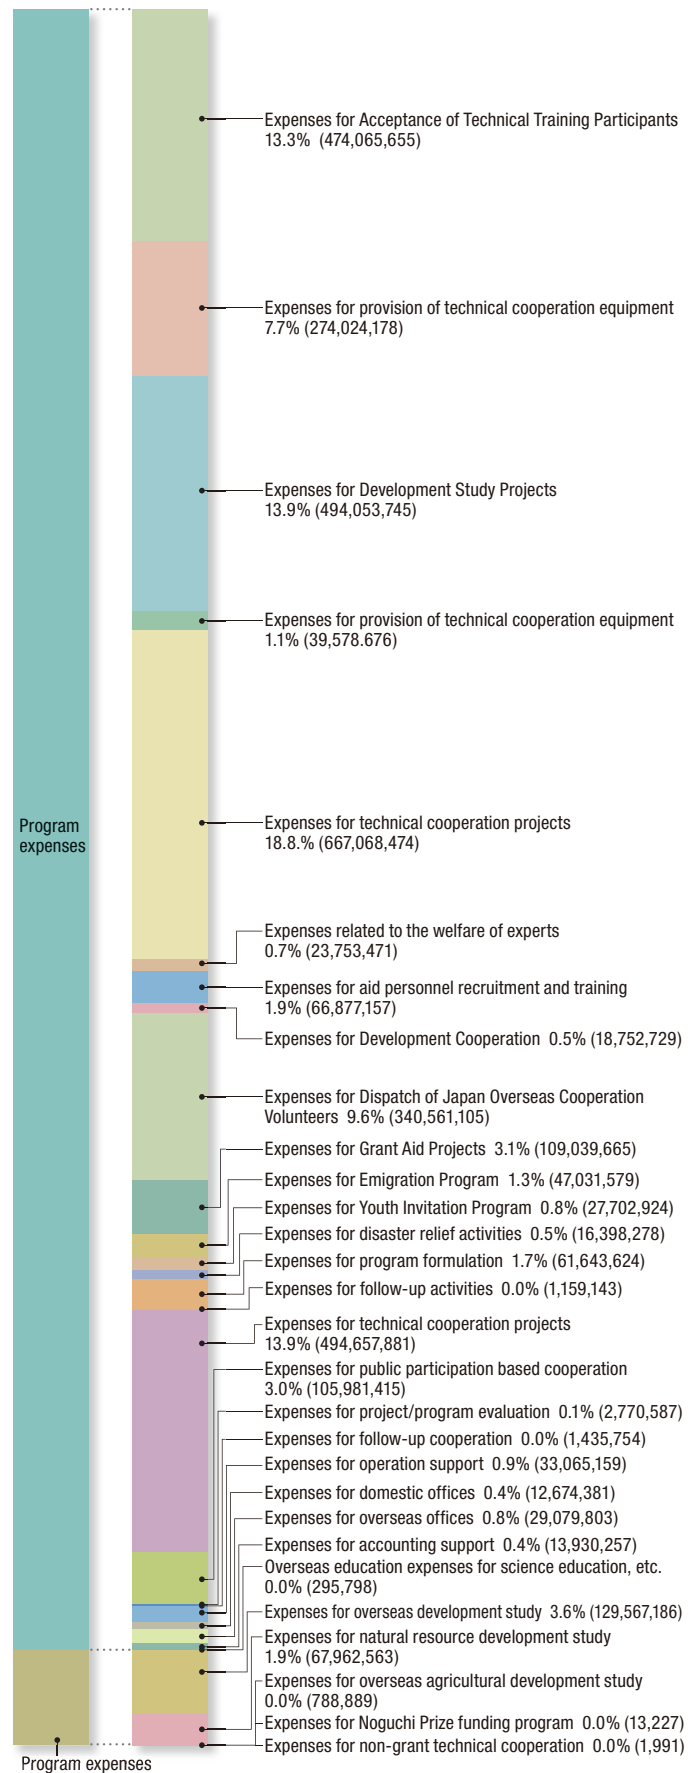 Expenses for Acceptance of Technical Training Participants
13.3% (474,065,655)
Expenses for provision of technical cooperation equipment
7.7% (274,024,178)
Expenses for Development Study Projects
13.9% (494,053,745)
Expenses for provision of technical cooperation equipment
1.1% (39,578.676)
Program
expenses
Expenses for technical cooperation projects
18.8.% (667,068,474)
Expenses related to the welfare of experts
0.7% (23,753,471)
Expenses for aid personnel recruitment and training
1.9% (66,877,157)
Expenses for Development Cooperation 0.5% (18,752,729)
Expenses for Dispatch of Japan Overseas Cooperation
Volunteers 9.6% (340,561,105)
Expenses for Grant Aid Projects 3.1% (109,039,665)
Expenses for Emigration Program 1.3% (47,031,579)
Expenses for Youth Invitation Program 0.8% (27,702,924)
Expenses for disaster relief activities 0.5% (16,398,278)
Expenses for program formulation 1.7% (61,643,624)
Expenses for follow-up activities 0.0% (1,159,143)
Expenses for technical cooperation projects
13.9% (494,657,881)
Expenses for public participation based cooperation
3.0% (105,981,415)
Expenses for project/program evaluation 0.1% (2,770,587)
Expenses for follow-up cooperation 0.0% (1,435,754)
Expenses for operation support 0.9% (33,065,159)
Expenses for domestic offices 0.4% (12,674,381)
Expenses for overseas offices 0.8% (29,079,803)
Expenses for accounting support 0.4% (13,930,257)
Overseas education expenses for science education, etc.
0.0% (295,798)
Expenses for overseas development study 3.6% (129,567,186)
Expenses for natural resource development study
1.9% (67,962,563)
Expenses for overseas agricultural development study
0.0% (788,889)
Expenses for Noguchi Prize funding program 0.0% (13,227)
Expenses for non-grant technical cooperation 0.0% (1,991)
Program expenses